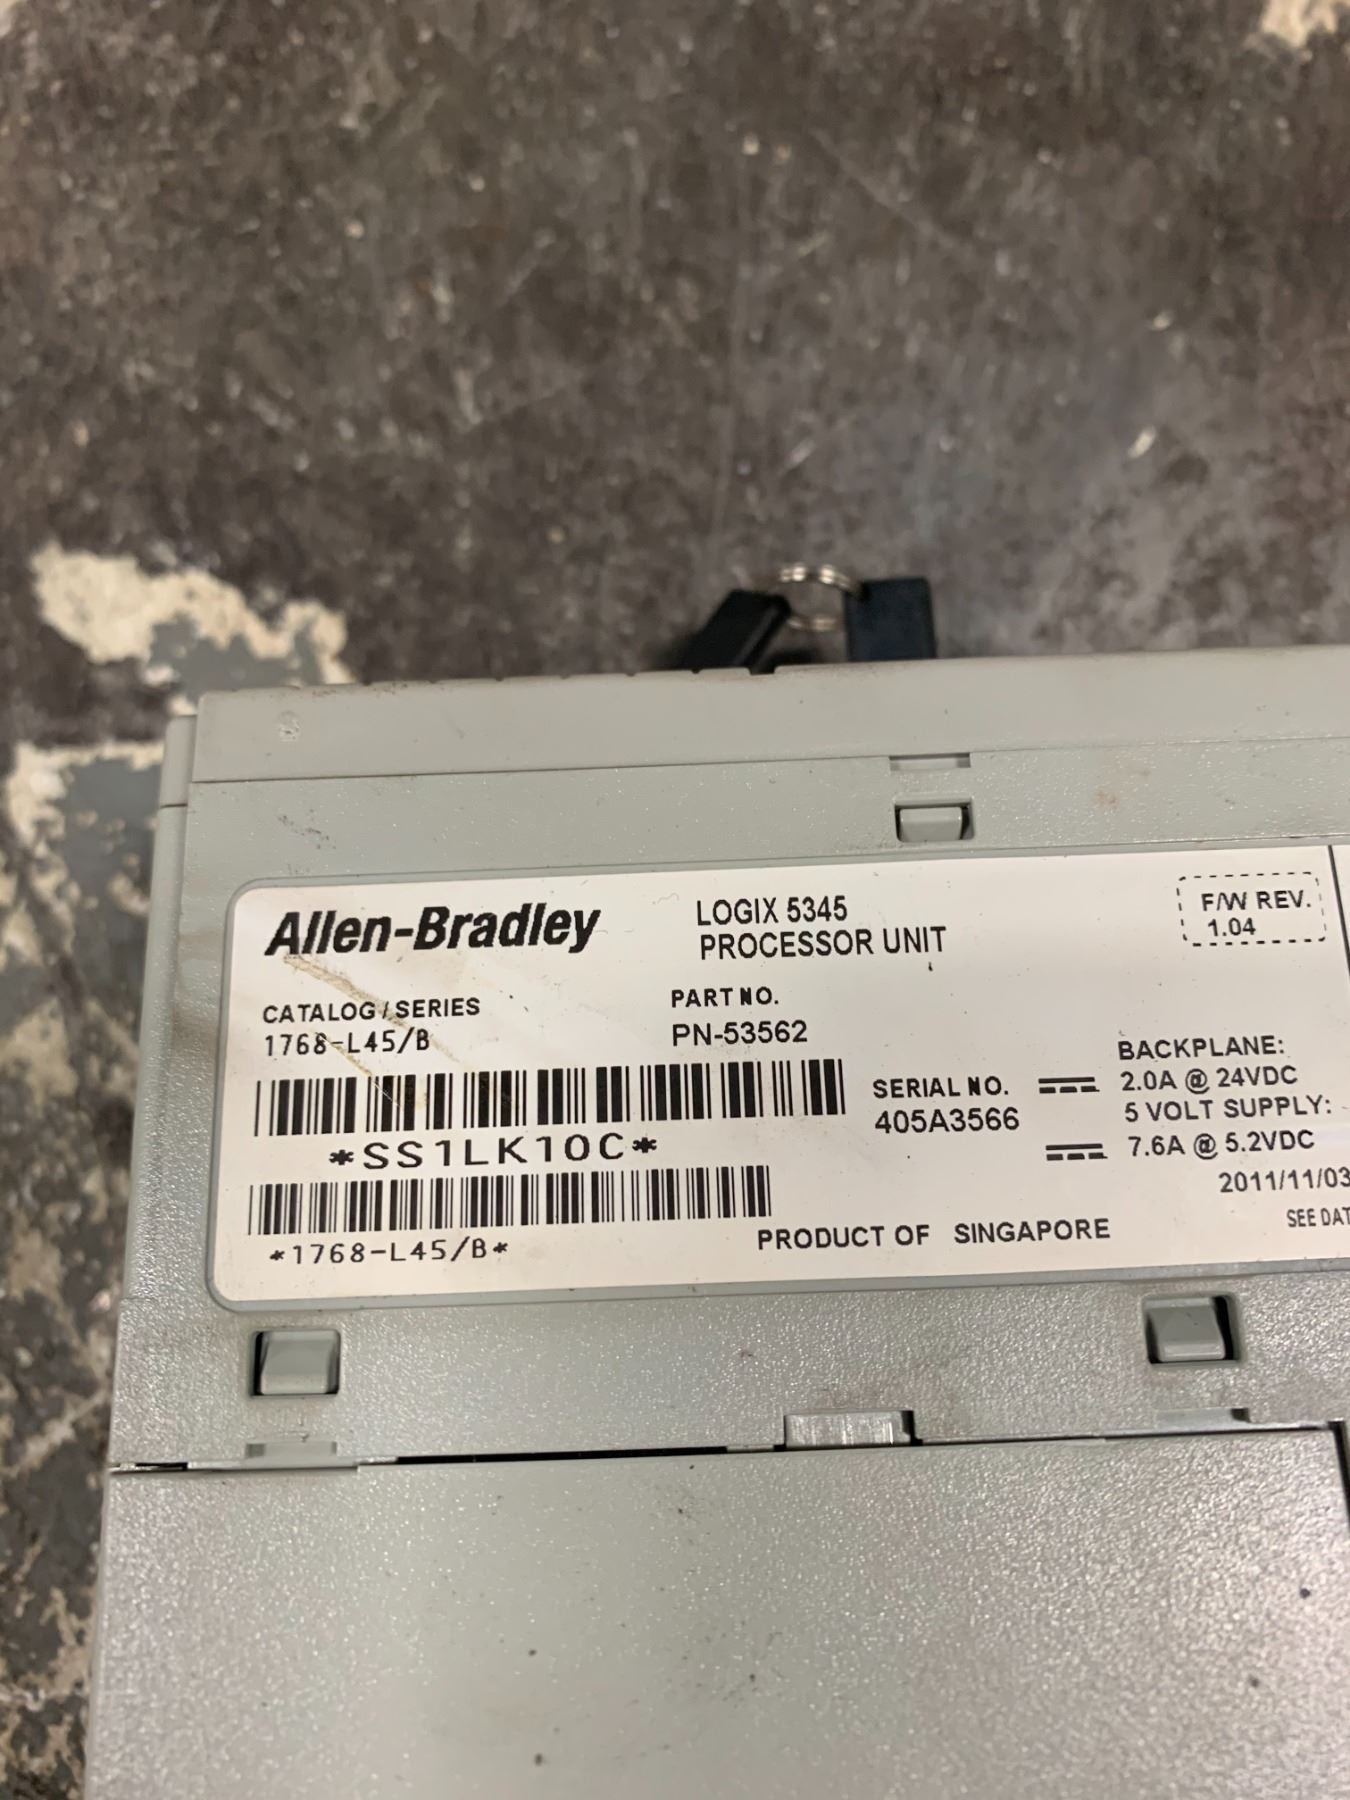 Allen-Bradley
LOGIX 5345
PROCESSOR UNIT
F/W REV.
1.04
CATALOG/SERIES
1768-L45/B
PART NO.
PN-53562
*SS1LK10C*
*1768-L45/B*
SERIAL NO.
405A3566
BACKPLANE:
2.0A @ 24VDC
5 VOLT SUPPLY:
7.6A @ 5.2VDC
2011/11/03
SEE DAT
PRODUCT OF SINGAPORE